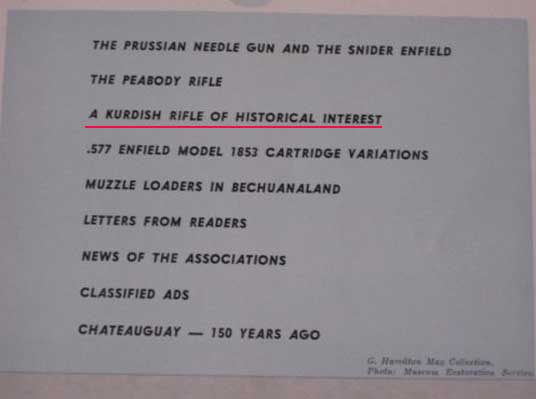 THE PRUSSIAN NEEDLE GUN AND THE SNIDER ENFIELD
THE PEABODY RIFLE
A KURDISH RIFLE OF HISTORICAL INTEREST
.577 ENFIELD MODEL 1853 CARTRIDGE VARIATIONS
MUZZLE LOADERS IN BECHUANALAND
LETTERS FROM READERS
NEWS OF THE ASSOCIATIONS
CLASSIFIED ADS
CHATEAUGUAY — 150 YEARS AGO
G. Hamilton Collection.
Photo: Museum Restoration Service.